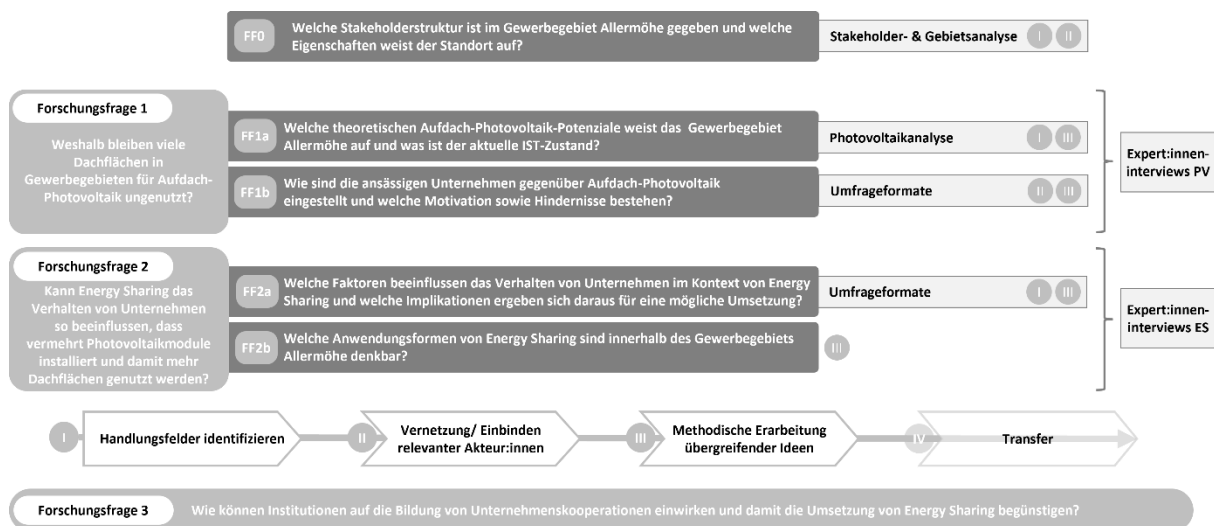 FF0
Welche Stakeholderstruktur ist im Gewerbegebiet Allermöhe gegeben und welche
Eigenschaften weist der Standort auf?
Stakeholder- & Gebietsanalyse
I II
Forschungsfrage 1
Weshalb bleiben viele
Dachflächen in
Gewerbegebieten für Aufdach-
Photovoltaik ungenutzt?
FF1a
Welche theoretischen Aufdach-Photovoltaik-Potenziale weist das Gewerbegebiet
Allermöhe auf und was ist der aktuelle IST-Zustand?
Photovoltaikanalyse
I III
FF1b
Wie sind die ansässigen Unternehmen gegenüber Aufdach-Photovoltaik
eingestellt und welche Motivation sowie Hindernisse bestehen?
Umfrageformate
II III
Expert:innen-
interviews PV
Forschungsfrage 2
Kann Energy Sharing das
Verhalten von Unternehmen
so beeinflussen, dass
vermehrt Photovoltaikmodule
installiert und damit mehr
Dachflächen genutzt werden?
FF2a
Welche Faktoren beeinflussen das Verhalten von Unternehmen im Kontext von Energy
Sharing und welche Implikationen ergeben sich daraus für eine mögliche Umsetzung?
Umfrageformate
I III
FF2b
Welche Anwendungsformen von Energy Sharing sind innerhalb des Gewerbegebiets
Allermöhe denkbar?
III
Expert:innen-
interviews ES
I
Handlungsfelder identifizieren
II
Vernetzung/ Einbinden
relevanter Akteur:innen
III
Methodische Erarbeitung
übergreifender Ideen
IV
Transfer
Forschungsfrage 3
Wie können Institutionen auf die Bildung von Unternehmenskooperationen einwirken und damit die Umsetzung von Energy Sharing begünstigen?